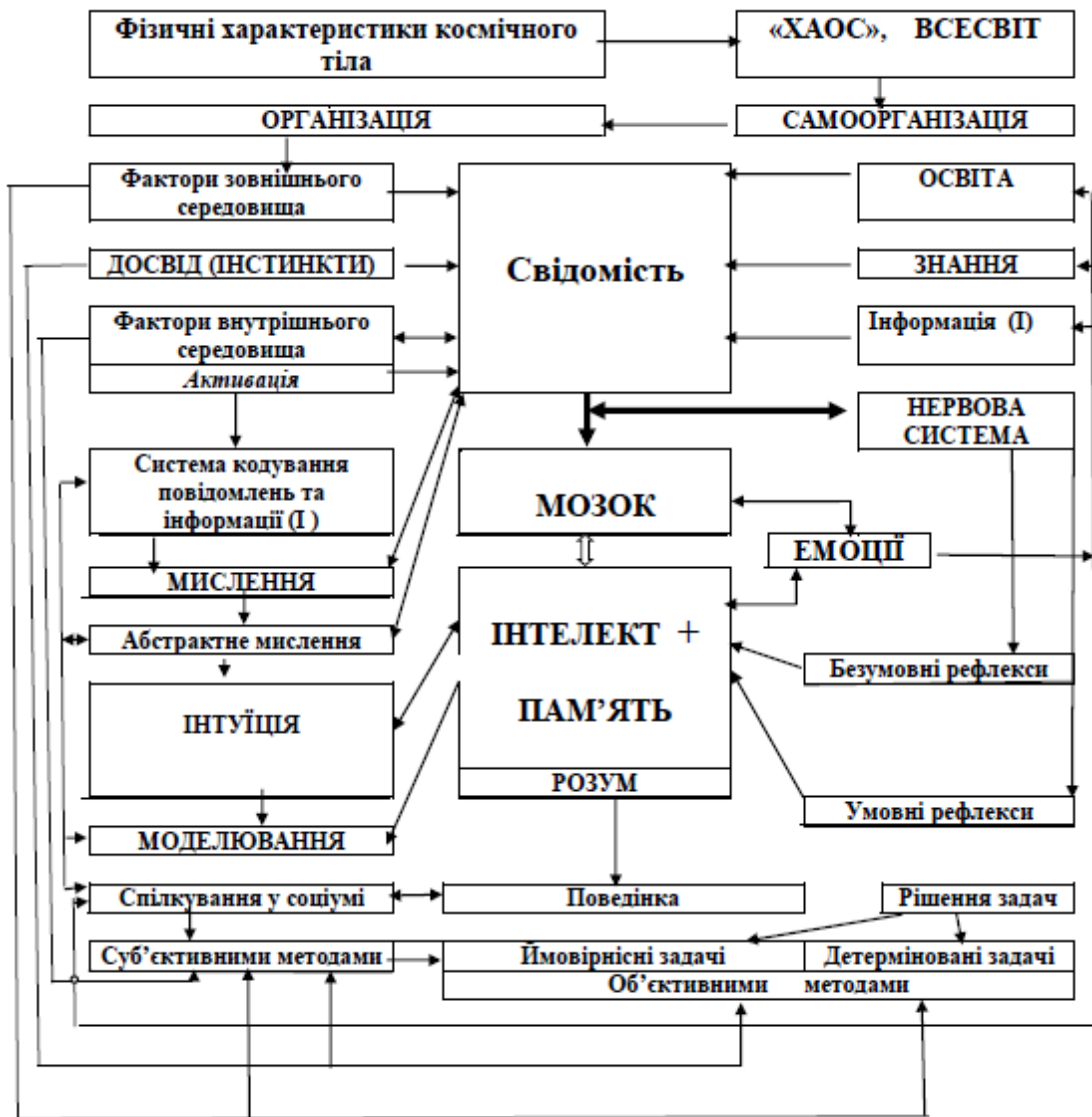 Фізичні характеристики космічного
тіла
«ХАОС», ВСЕСВІТ
ОРГАНІЗАЦІЯ
САМООРГАНІЗАЦІЯ
Фактори зовнішнього
середовища
Свідомість
ОСВІТА
ДОСВІД (ІНСТИНКТИ)
ЗНАННЯ
Фактори внутрішнього
середовища
Активація
Інформація (І)
НЕРВОВА
СИСТЕМА
Система кодування
повідомлень та
інформації (І )
МОЗОК
ЕМОЦІЇ
МИСЛЕННЯ
Абстрактне мислення
ІНТЕЛЕКТ +
ПАМ’ЯТЬ
РОЗУМ
Безумовні рефлекси
ІНТУЇЦІЯ
Умовні рефлекси
МОДЕЛЮВАННЯ
Спілкування у соціумі
Поведінка
Рішення задач
Суб’єктивними методами
Ймовірнісні задачі
Детерміновані задачі
Об’єктивними методами